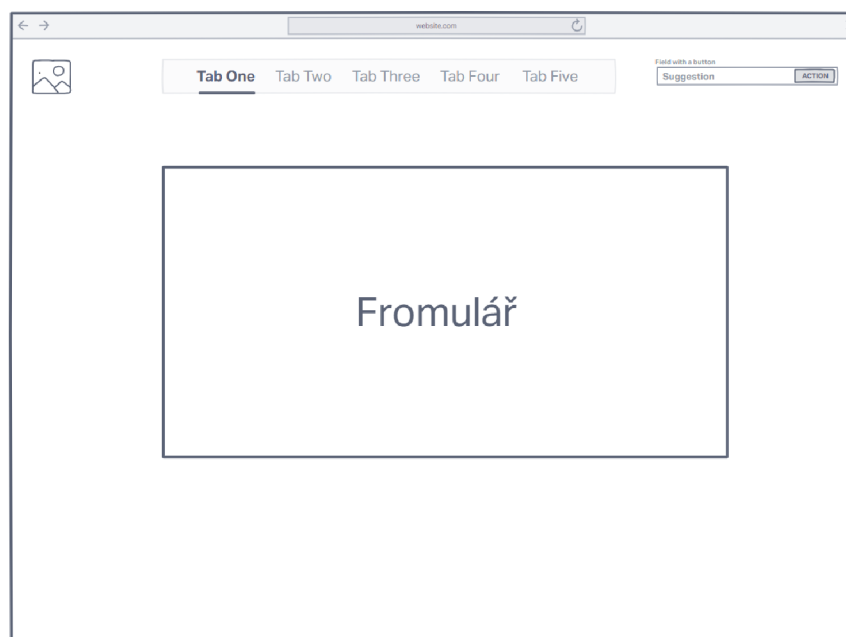 website.com
Tab One Tab Two Tab Three Tab Four Tab Five
Field with a button
Suggestion ACTION
Fromulář